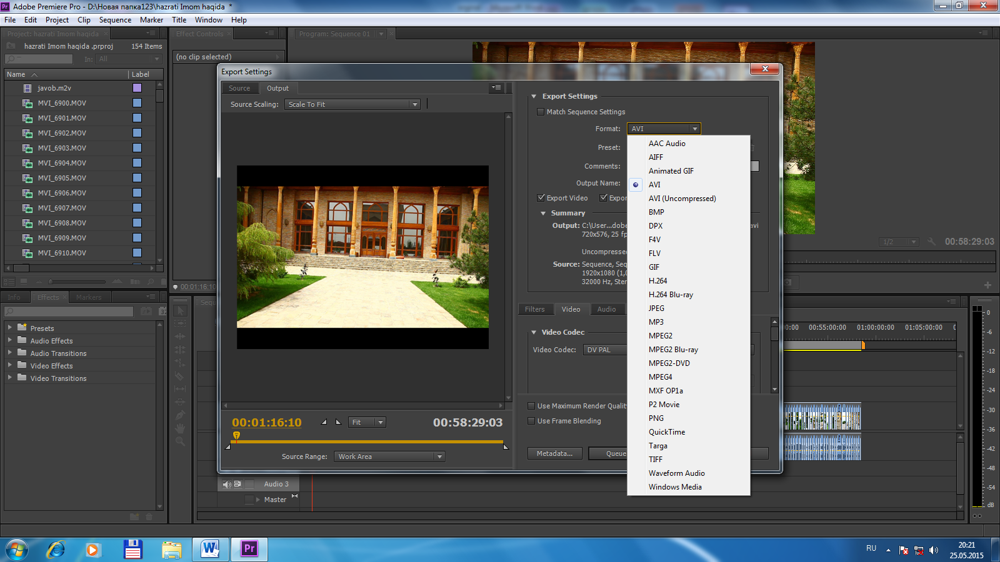 Adobe Premiere Pro - D:\Новая папка123\hazrati Imom haqida *
File Edit Project Clip Sequence Marker Title Window Help
Project: hazrati Imom haqida
Effect Controls
Program: Sequence 01
hazrati Imom haqida .prproj 154 Items
In: All
(no clip selected)
Name Label
javob.m2v
MVI_6900.MOV
MVI_6901.MOV
MVI_6902.MOV
MVI_6903.MOV
MVI_6904.MOV
MVI_6905.MOV
MVI_6906.MOV
MVI_6907.MOV
MVI_6908.MOV
MVI_6909.MOV
MVI_6910.MOV
00:01:16:10
Info Effects Markers
Presets
Audio Effects
Audio Transitions
Video Effects
Video Transitions
Export Settings
Source Output
Source Scaling: Scale To Fit
00:01:16:10 Fit 00:58:29:03
Source Range: Work Area
Export Settings
Match Sequence Settings
Format: AVI
Preset:
Comments:
Output Name:
Export Video Expor
Summary
Output: C:\User...dobe avi
720x576, 25 fp
Uncompressed
Source: Sequence, Seq
1920x1080 (1,0
32000 Hz, Ster
Filters Video Audio
Video Codec
Video Codec: DV PAL
Use Maximum Render Qualit
Use Frame Blending
Metadata... Queue
AAC Audio
AIFF
Animated GIF
AVI
AVI (Uncompressed)
BMP
DPX
F4V
FLV
GIF
H.264
H.264 Blu-ray
JPEG
MP3
MPEG2
MPEG2 Blu-ray
MPEG2-DVD
MPEG4
MXF OP1a
P2 Movie
PNG
QuickTime
Targa
TIFF
Waveform Audio
Windows Media
1/2 00:58:29:03
Sequ
00:00 00:55:00:00 01:00:00:00 01:05:00:00 0
0
-6
-12
-18
-24
-30
-36
-42
-48
-54
dB
Audio 3
Master
RU 20:21
25.05.2015